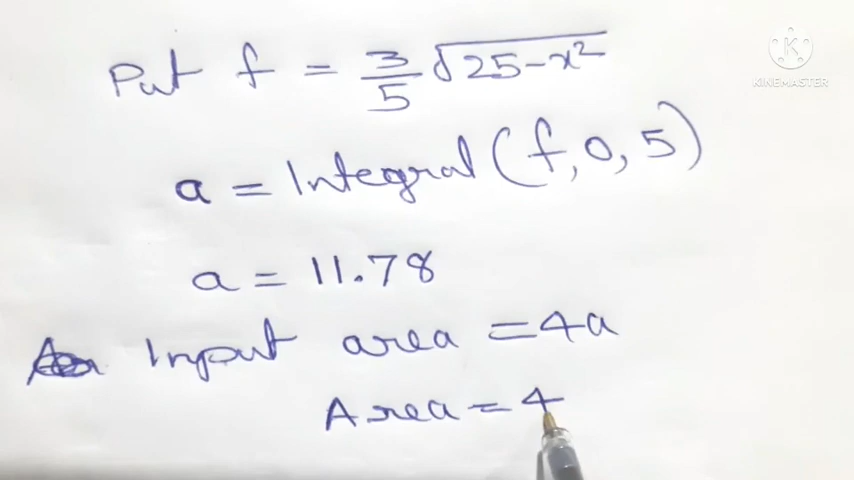 Put f = 3/5 √25-x²
KINEMASTER
a = Integral (f, 0, 5)
a = 11.78
Input area = 4a
Area = 4